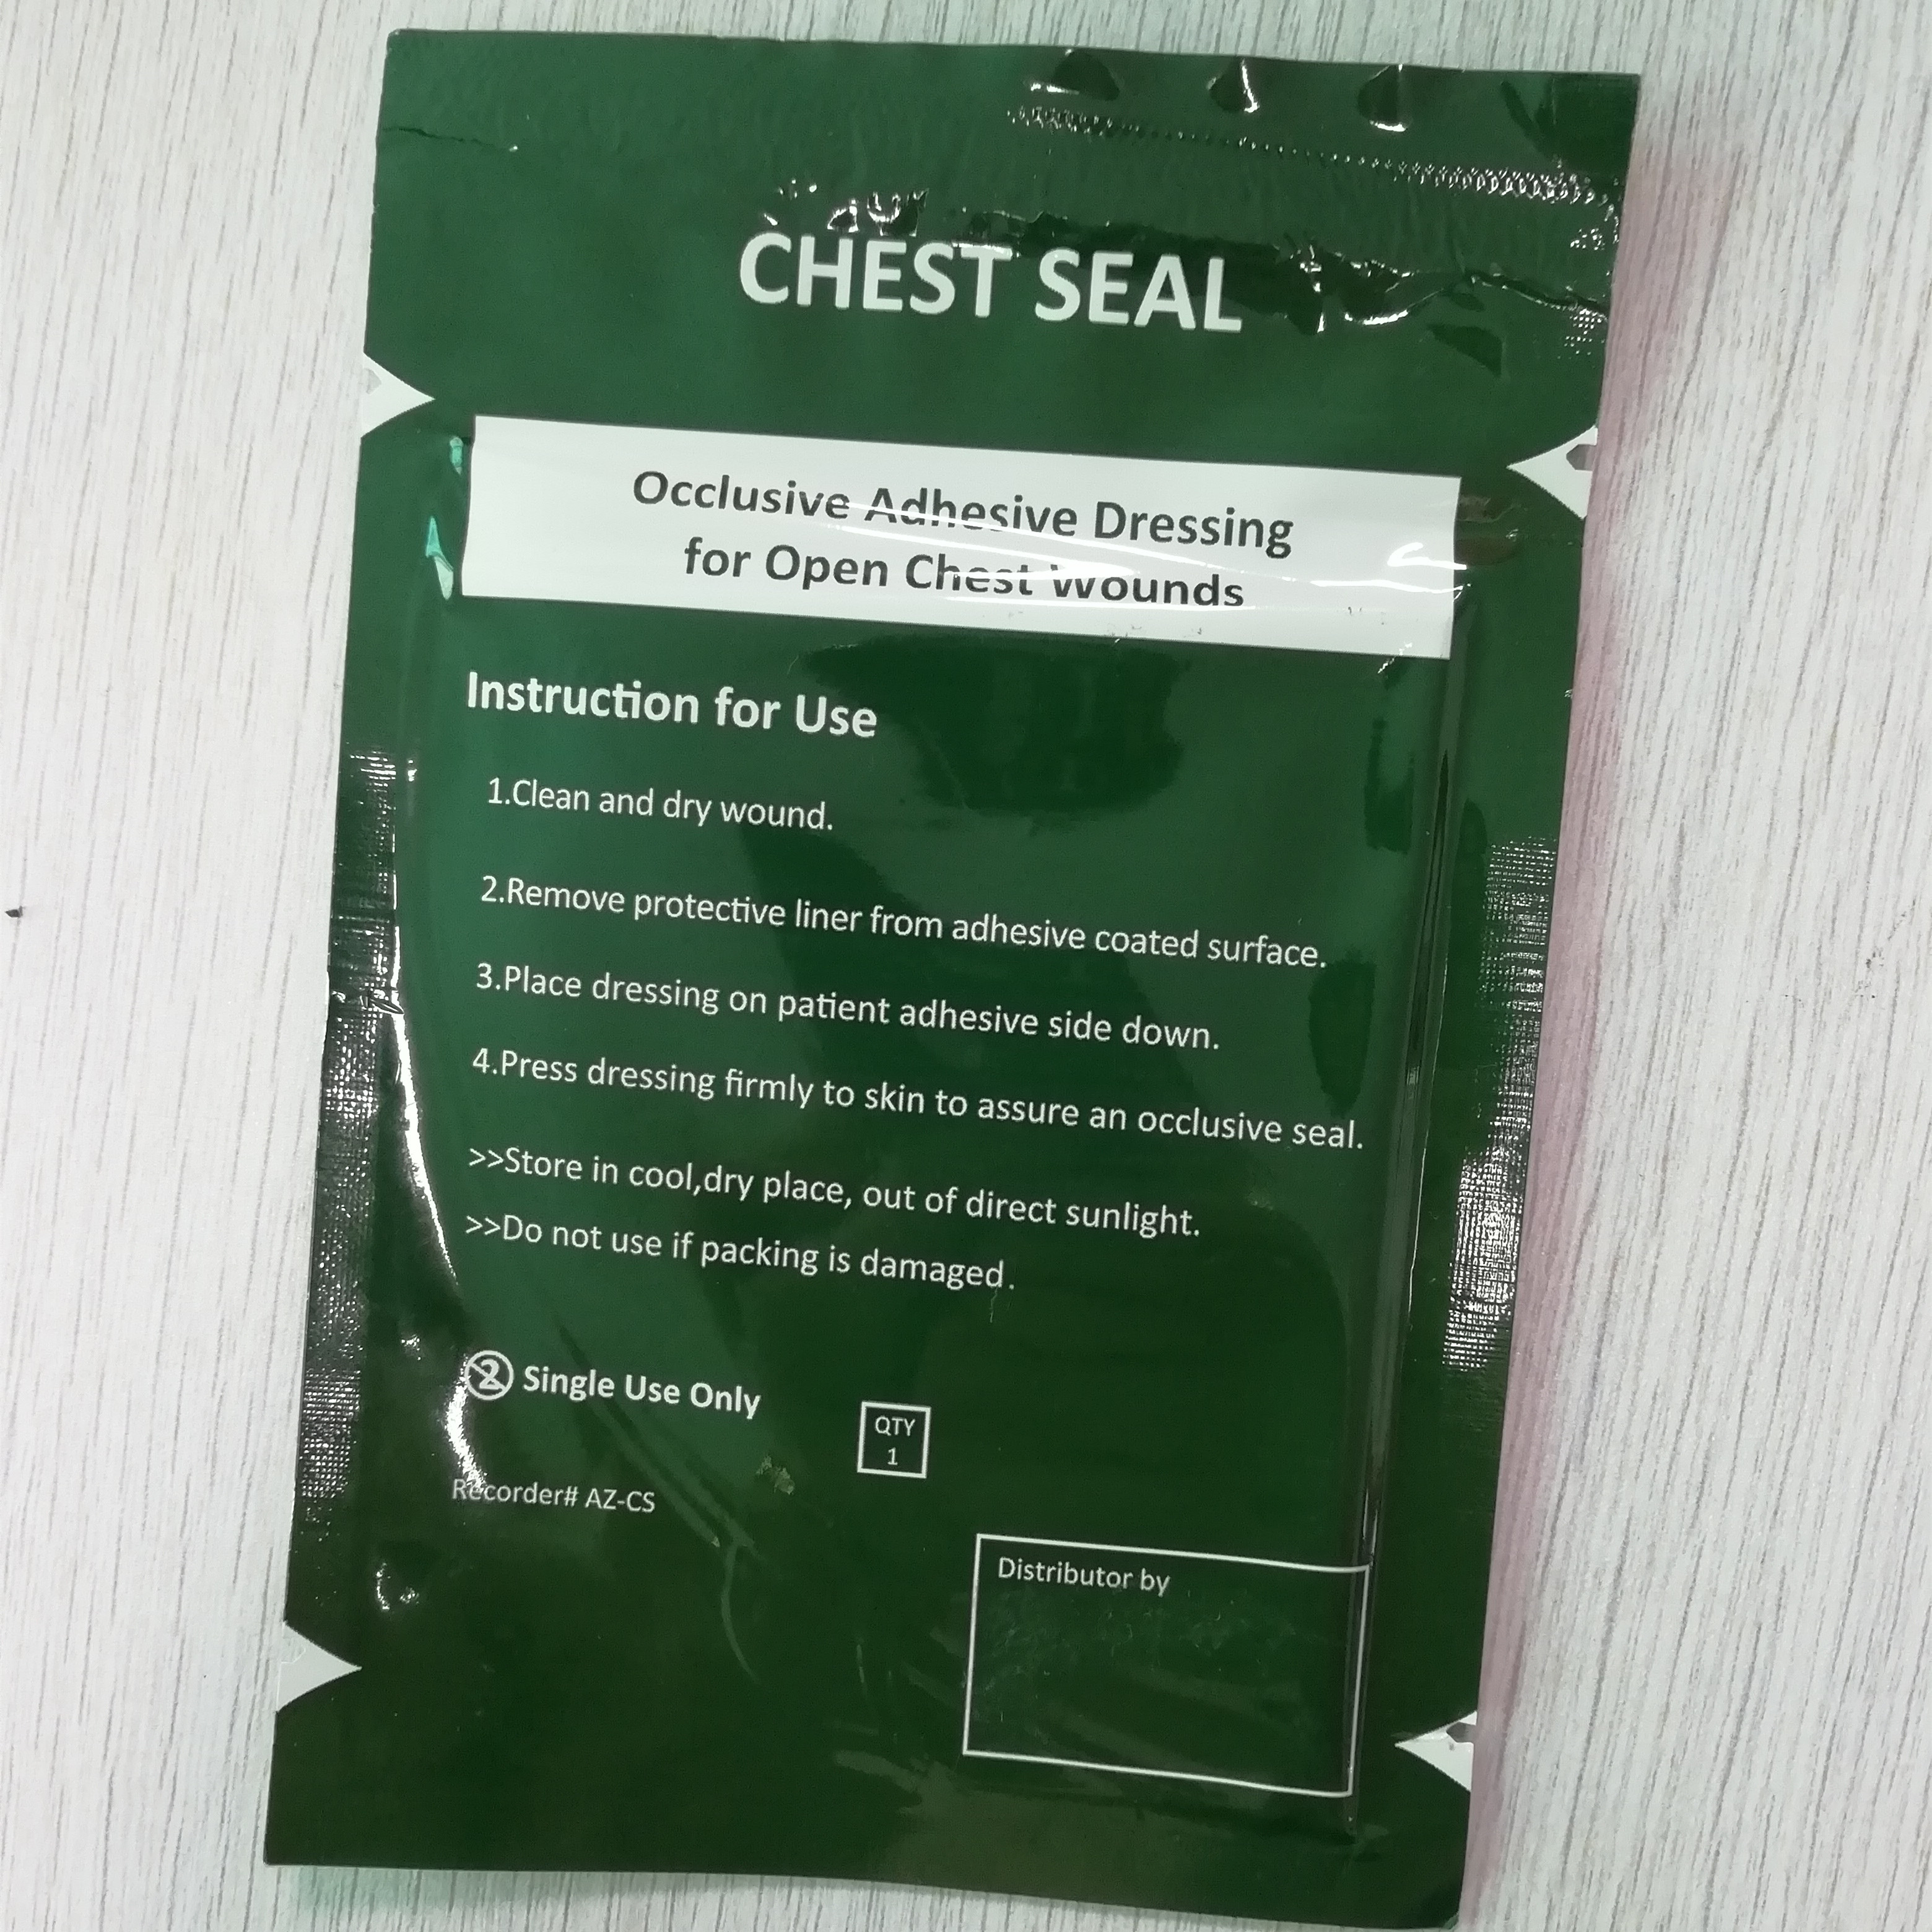 CHEST SEAL
Occlusive Adhesive Dressing
for Open Chest Wounds
Instruction for Use
1.Clean and dry wound.
2.Remove protective liner from adhesive coated surface.
3.Place dressing on patient adhesive side down.
4.Press dressing firmly to skin to assure an occlusive seal.
>>Store in cool,dry place, out of direct sunlight.
>>Do not use if packing is damaged.
2 Single Use Only
QTY
1
Recorder# AZ-CS
Distributor by